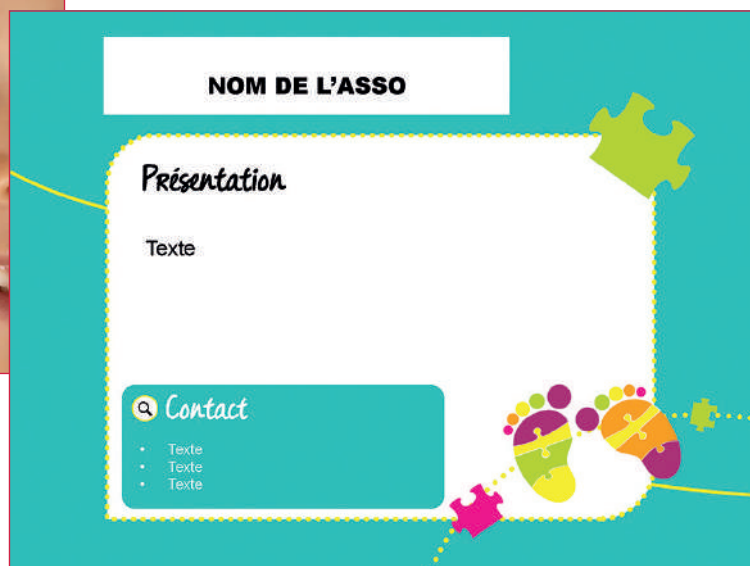 NOM DE L'ASSO
Présentation
Texte
Contact
• Texte
• Texte
• Texte